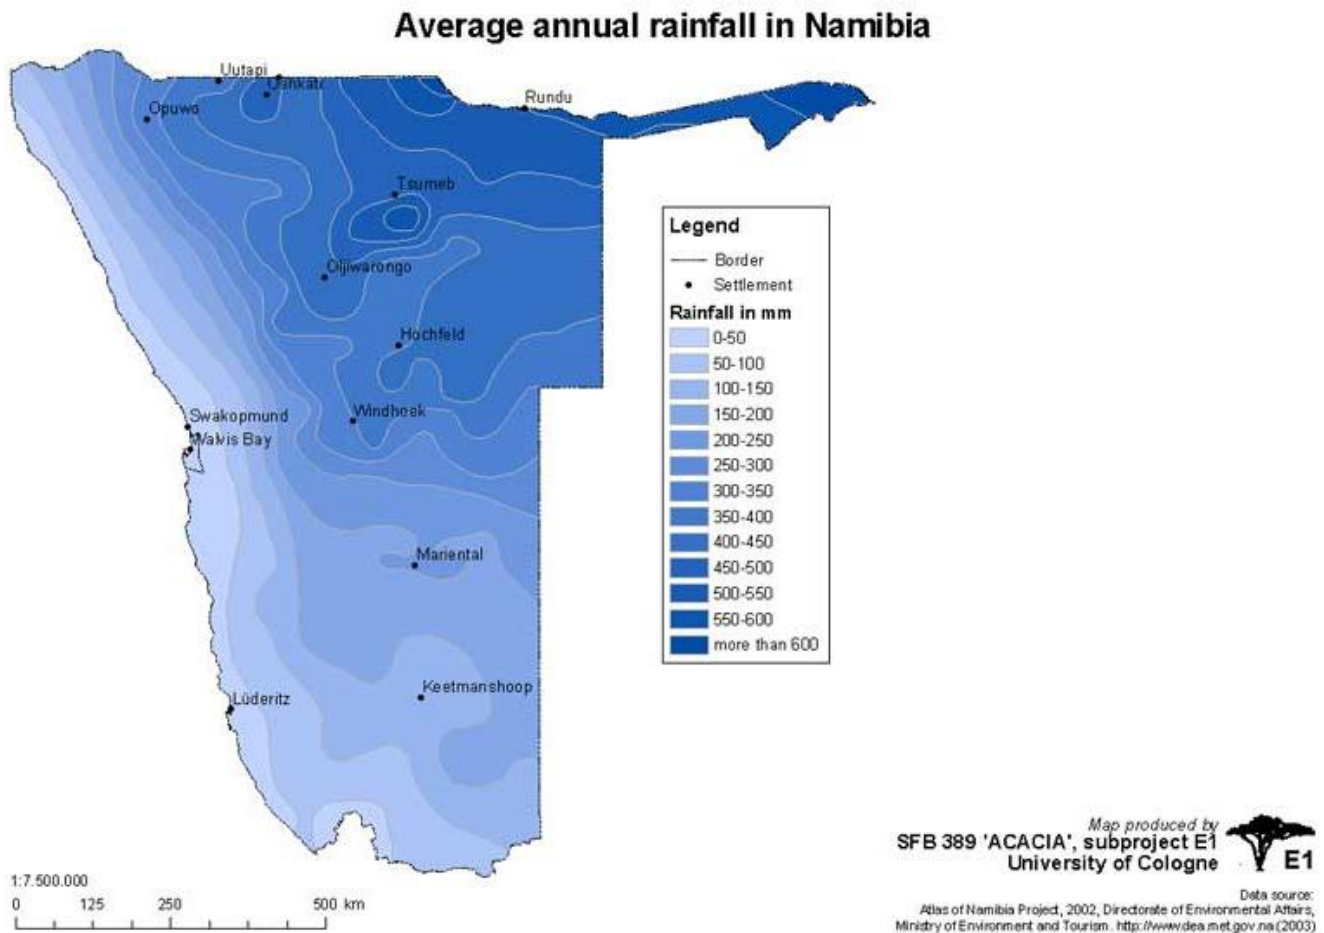 Average annual rainfall in Namibia
Uutapi
Oshkati
Opuwo
Rundu
Tsumeb
Otjiwarongo
Hochfeld
Windhoek
Swakopmund
Walvis Bay
Mariental
Keetmanshoop
Lüderitz
Legend
Border
Settlement
Rainfall in mm
0-50
50-100
100-150
150-200
200-250
250-300
300-350
350-400
400-450
450-500
500-550
550-600
more than 600
Map produced by
SFB 389 'ACACIA', subproject E1
University of Cologne
E1
1:7.500.000
0 125 250 500 km
Data source:
Atlas of Namibia Project, 2002, Directorate of Environmental Affairs,
Ministry of Environment and Tourism. http://www.dea.met.gov.na (2003)